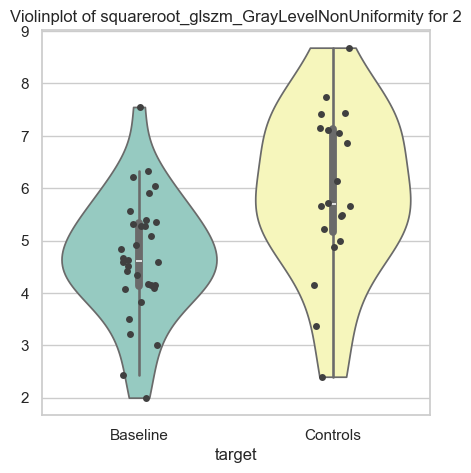 Violinplot of squareroot_glszm_GrayLevelNonUniformity for 2
9
8
7
6
5
4
3
2
Baseline
Controls
target